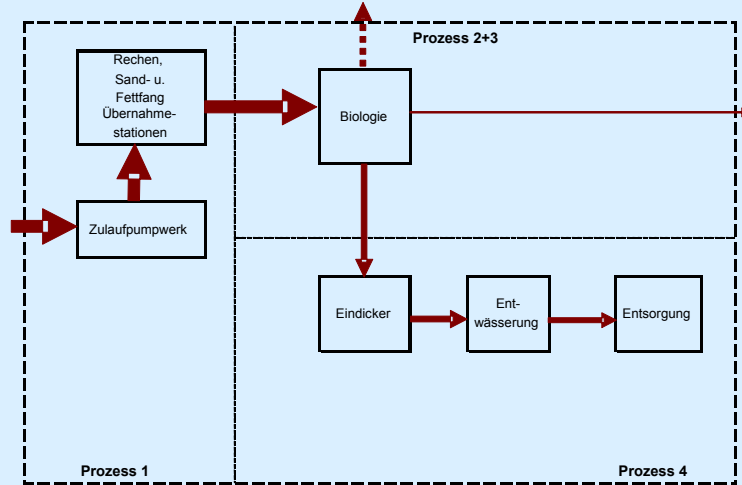 Prozess 2+3
Rechen,
Sand- u.
Fettfang
Übernahme-
stationen
Biologie
Zulaufpumpwerk
Eindicker
Ent-
wässerung
Entsorgung
Prozess 1
Prozess 4